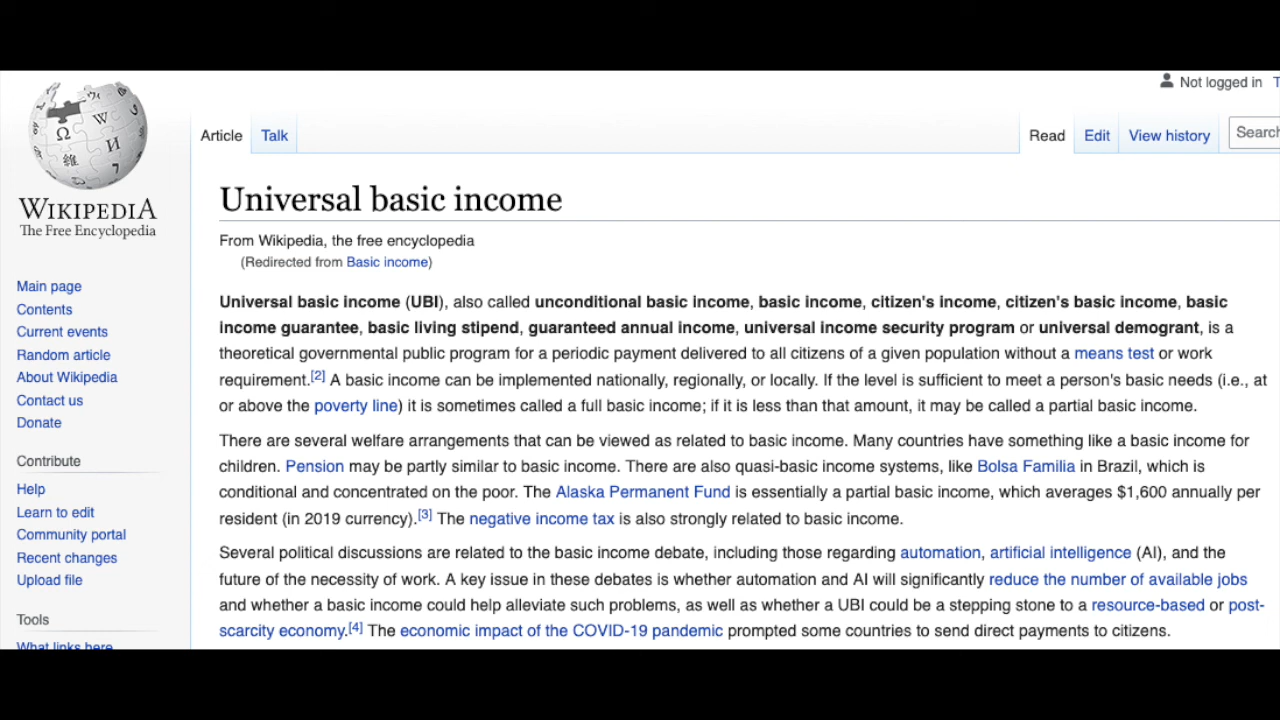 Not logged in
Article
Talk
Read
Edit
View history
Search
WIKIPEDIA
The Free Encyclopedia
Universal basic income
From Wikipedia, the free encyclopedia
(Redirected from Basic income)
Main page
Contents
Current events
Random article
About Wikipedia
Contact us
Donate
Contribute
Help
Learn to edit
Community portal
Recent changes
Upload file
Tools
What links here
Universal basic income (UBI), also called unconditional basic income, basic income, citizen's income, citizen's basic income, basic
income guarantee, basic living stipend, guaranteed annual income, universal income security program or universal demogrant, is a
theoretical governmental public program for a periodic payment delivered to all citizens of a given population without a means test or work
requirement.[2] A basic income can be implemented nationally, regionally, or locally. If the level is sufficient to meet a person's basic needs (i.e., at
or above the poverty line) it is sometimes called a full basic income; if it is less than that amount, it may be called a partial basic income.
There are several welfare arrangements that can be viewed as related to basic income. Many countries have something like a basic income for
children. Pension may be partly similar to basic income. There are also quasi-basic income systems, like Bolsa Familia in Brazil, which is
conditional and concentrated on the poor. The Alaska Permanent Fund is essentially a partial basic income, which averages $1,600 annually per
resident (in 2019 currency).[3] The negative income tax is also strongly related to basic income.
Several political discussions are related to the basic income debate, including those regarding automation, artificial intelligence (AI), and the
future of the necessity of work. A key issue in these debates is whether automation and AI will significantly reduce the number of available jobs
and whether a basic income could help alleviate such problems, as well as whether a UBI could be a stepping stone to a resource-based or post-
scarcity economy.[4] The economic impact of the COVID-19 pandemic prompted some countries to send direct payments to citizens.